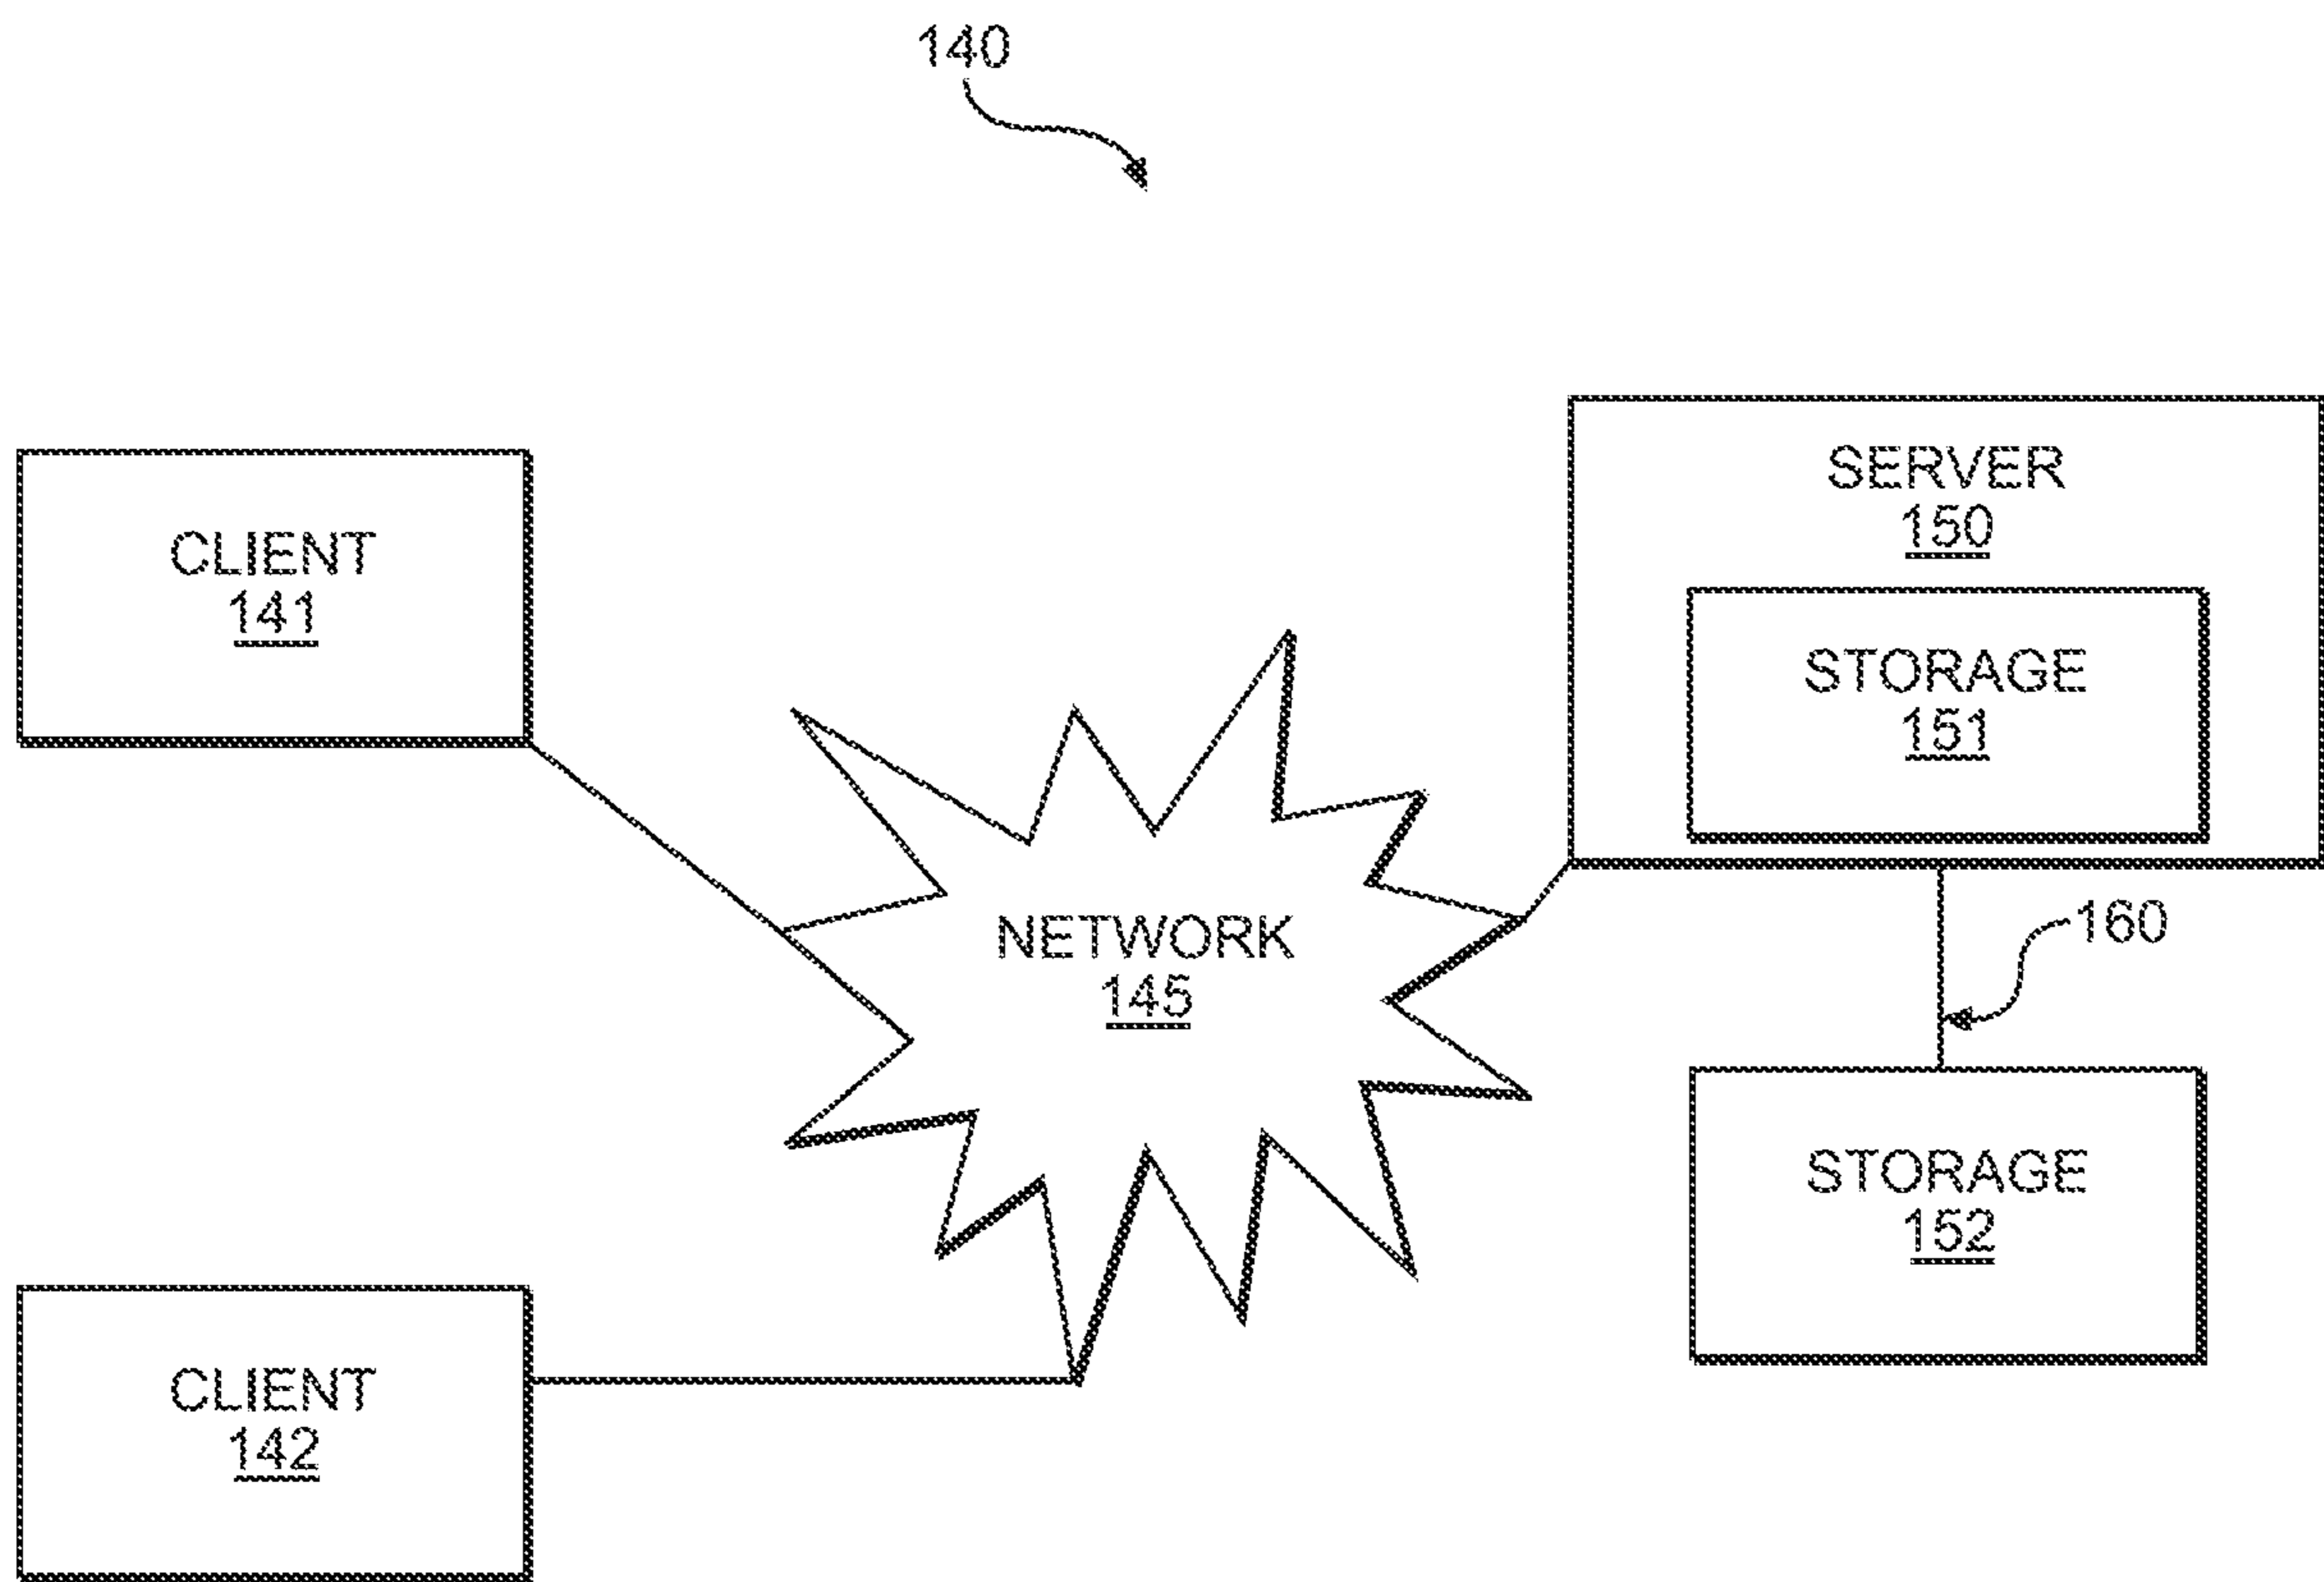 140
CLIENT
141
SERVER
150
STORAGE
151
NETWORK
145
160
STORAGE
152
CLIENT
142